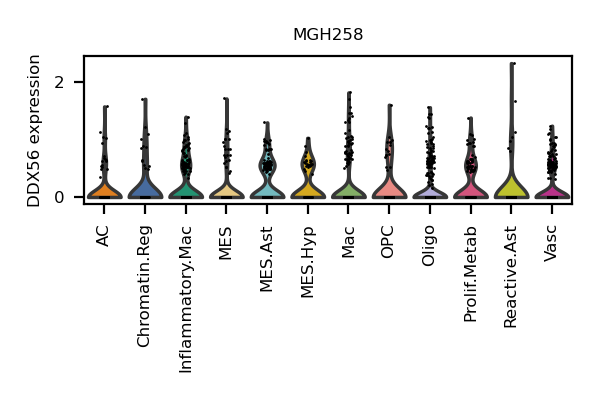 MGH258
DDX56 expression
2
0
AC
Chromatin.Reg
Inflammatory.Mac
MES
MES.Ast
MES.Hyp
Mac
OPC
Oligo
Prolif.Metab
Reactive.Ast
Vasc